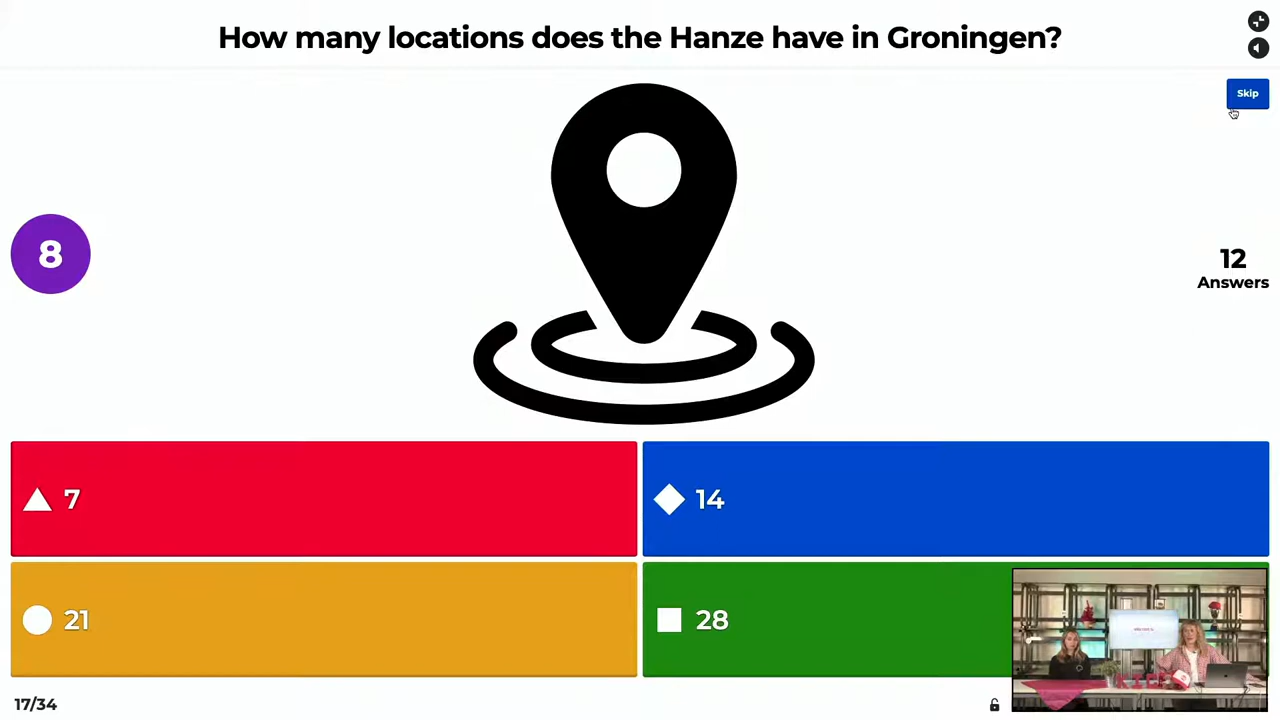 How many locations does the Hanze have in Groningen?
Skip
8
12
Answers
7
14
21
28
17/34